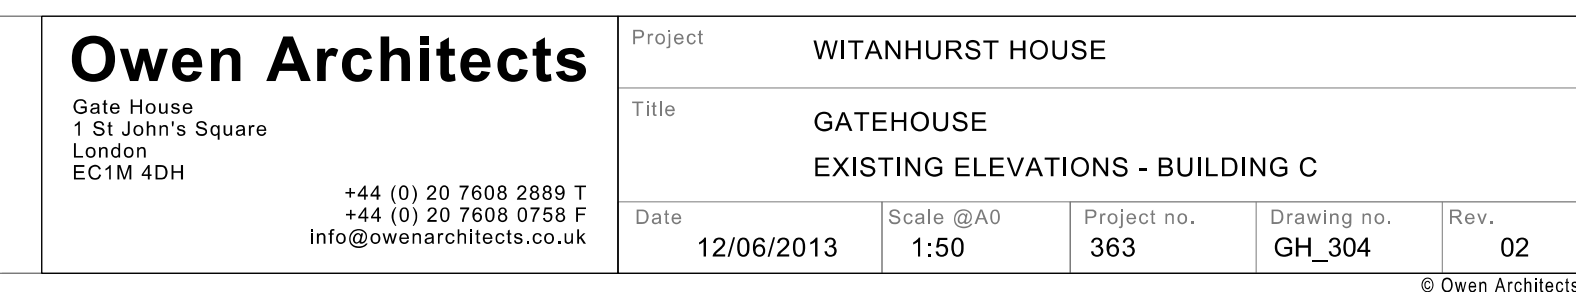 Owen Architects
Gate House
1 St John's Square
London
EC1M 4DH
+44 (0) 20 7608 2889 T
+44 (0) 20 7608 0758 F
info@owenarchitects.co.uk
Project
WITANHURST HOUSE
Title
GATEHOUSE
EXISTING ELEVATIONS - BUILDING C
Date
12/06/2013
Scale @A0
1:50
Project no.
363
Drawing no.
GH_304
Rev.
02
© Owen Architects